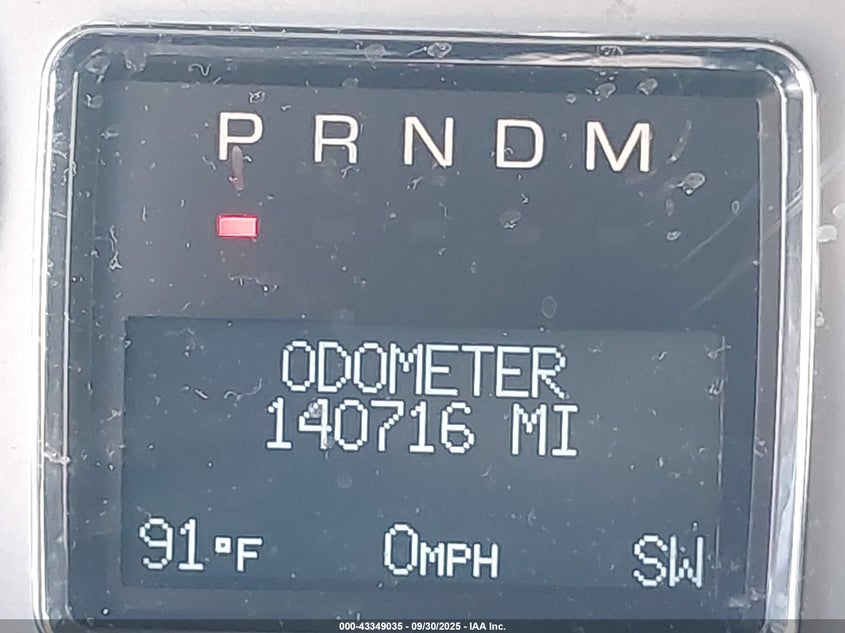 P R N D M
ODOMETER
140716 MI
91°F 0MPH SW
000-43349035 - 09/30/2025 - IAA Inc.